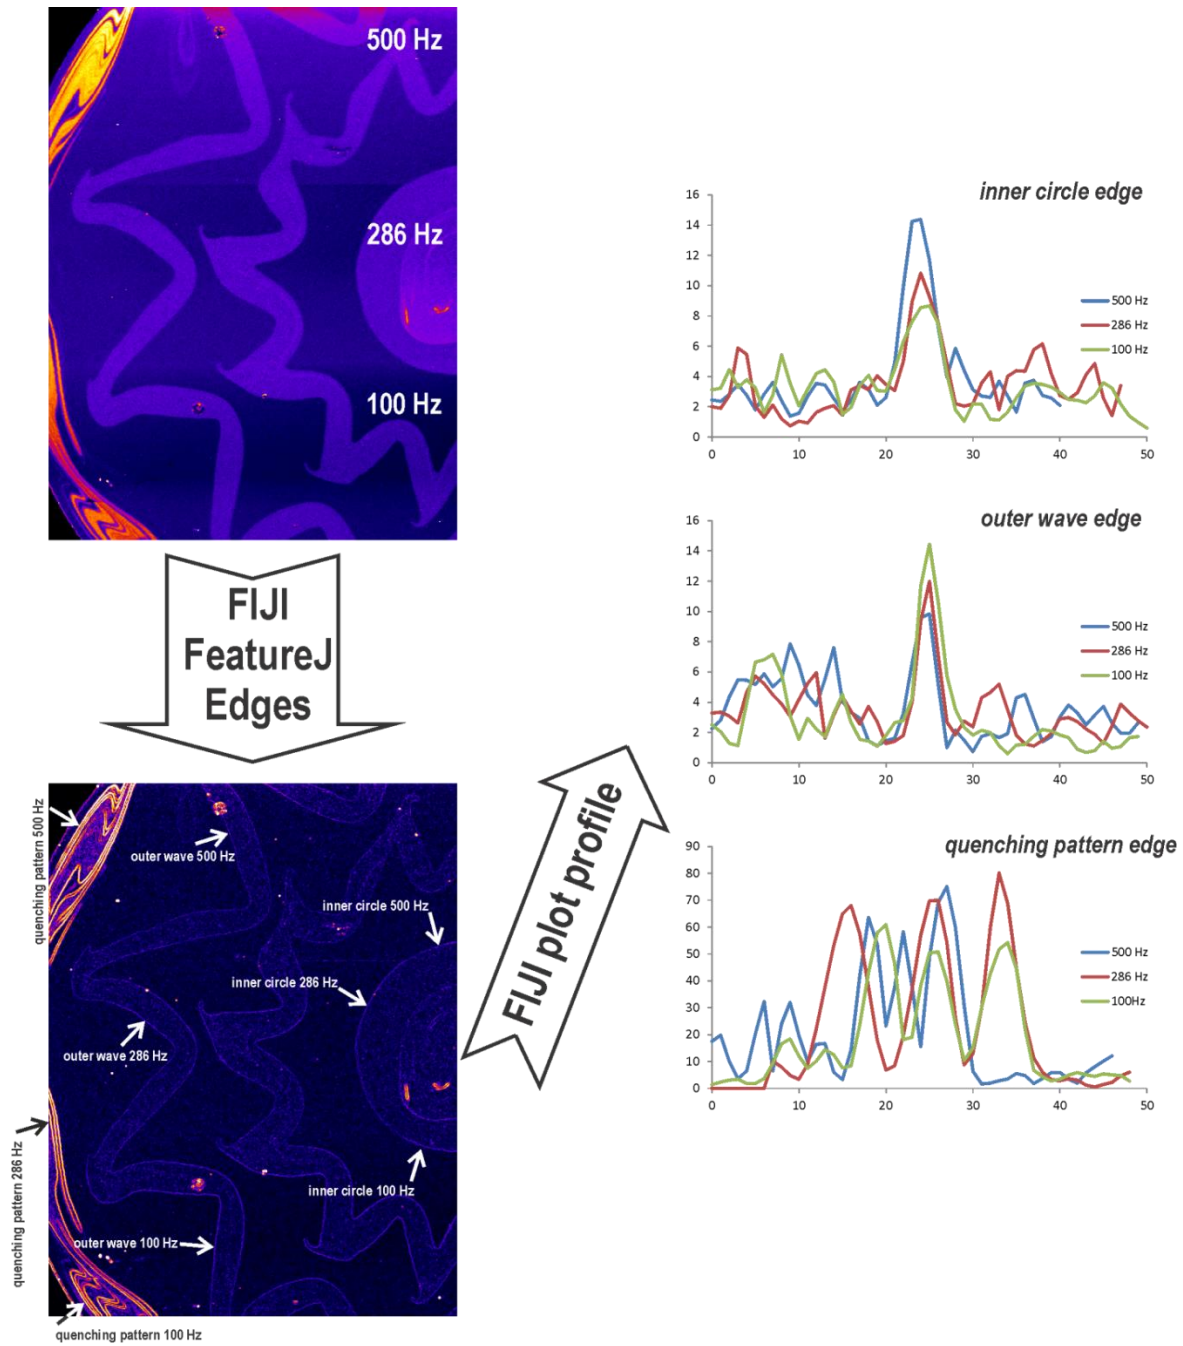 500 Hz
286 Hz
100 Hz
FIJI
FeatureJ
Edges
quenching pattern 500 Hz
outer wave 500 Hz
inner circle 500 Hz
inner circle 286 Hz
outer wave 286 Hz
quenching pattern 286 Hz
inner circle 100 Hz
outer wave 100 Hz
quenching pattern 100 Hz
FIJI plot profile
inner circle edge
16
14
12
10
8
6
4
2
0
0 10 20 30 40 50
500 Hz
286 Hz
100 Hz
outer wave edge
16
14
12
10
8
6
4
2
0
0 10 20 30 40 50
500 Hz
286 Hz
100 Hz
quenching pattern edge
90
80
70
60
50
40
30
20
10
0
0 10 20 30 40 50
500 Hz
286 Hz
100Hz